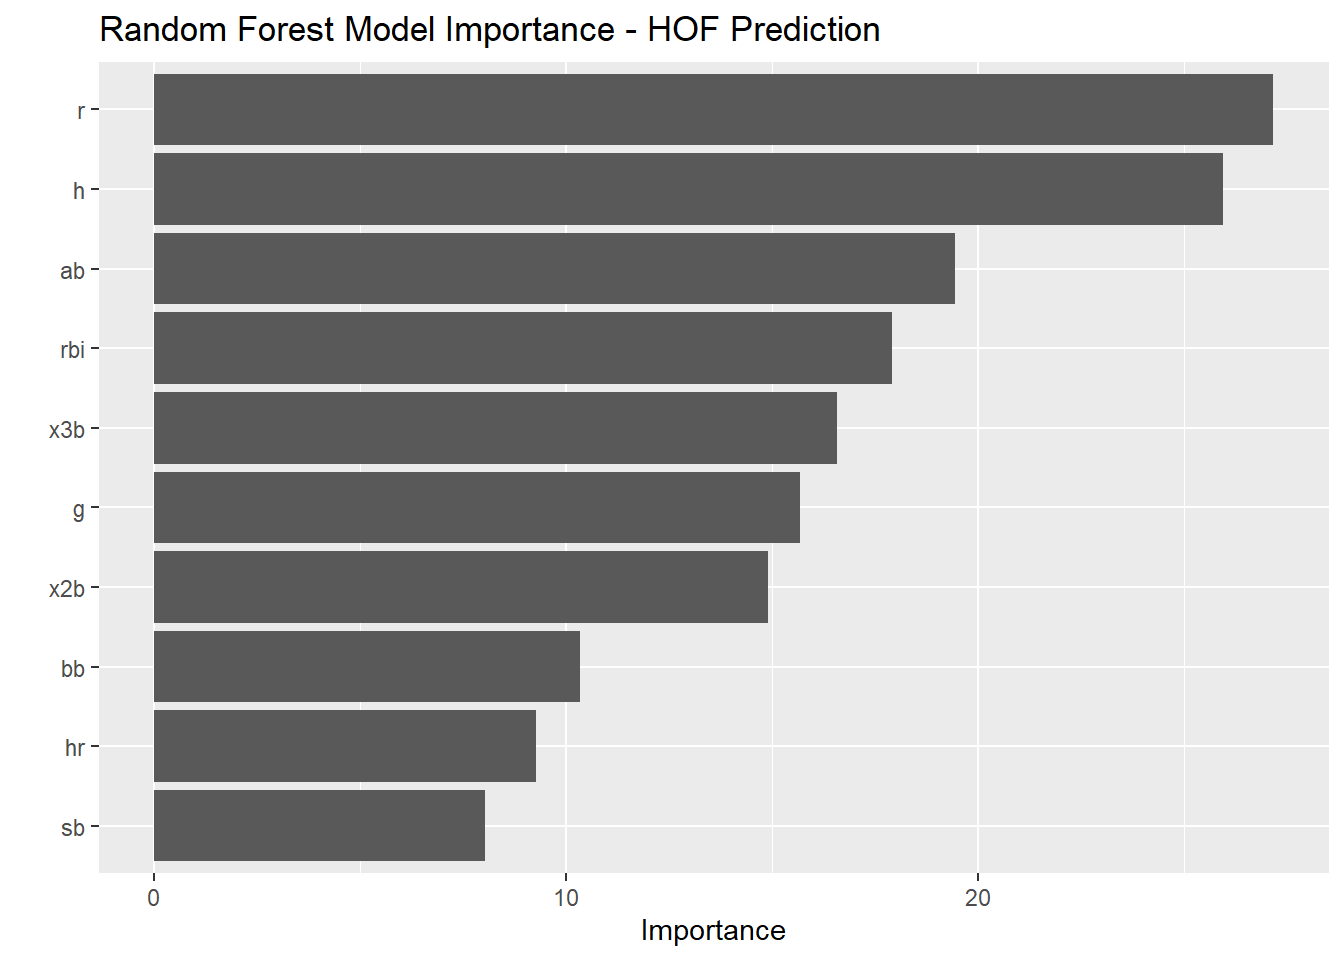 Random Forest Model Importance - HOF Prediction
r
h
ab
rbi
x3b
g
x2b
bb
hr
sb
0 10 20
Importance